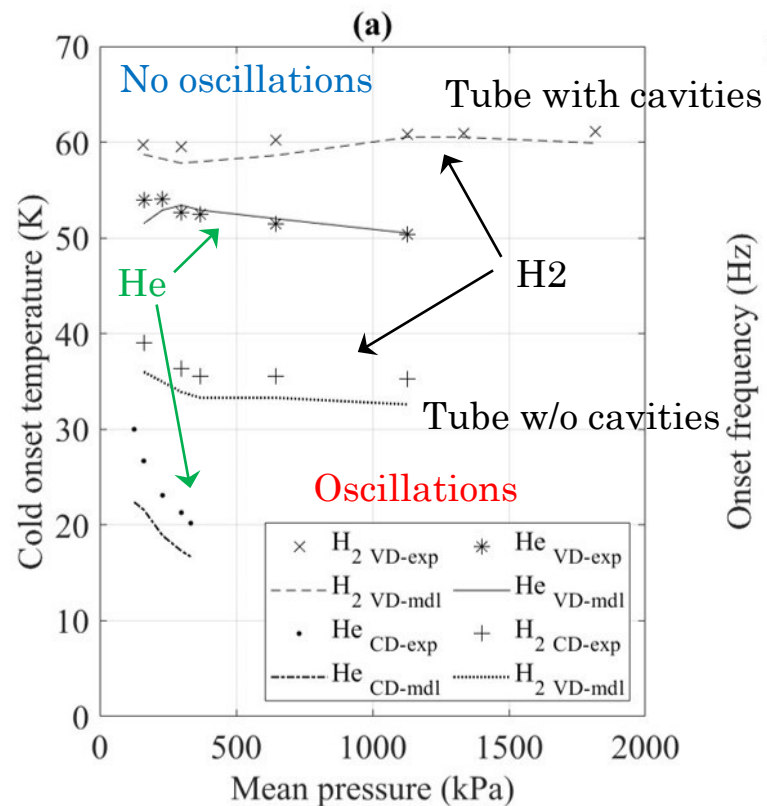 (a)
70
No oscillations
Tube with cavities
60
50
He
H2
40
Tube w/o cavities
30
Oscillations
20
H2 VD-exp
He VD-exp
H2 VD-mdl
He VD-mdl
He CD-exp
H2 CD-exp
He CD-mdl
H2 VD-mdl
10
0
0 500 1000 1500 2000
Mean pressure (kPa)
Cold onset temperature (K)
Onset frequency (Hz)